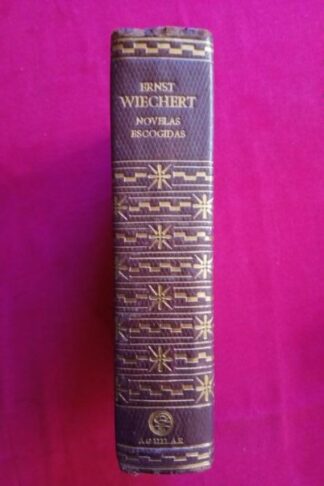 ERNST
WIECHERT
NOVELAS
ESCOGIDAS
AGUILAR